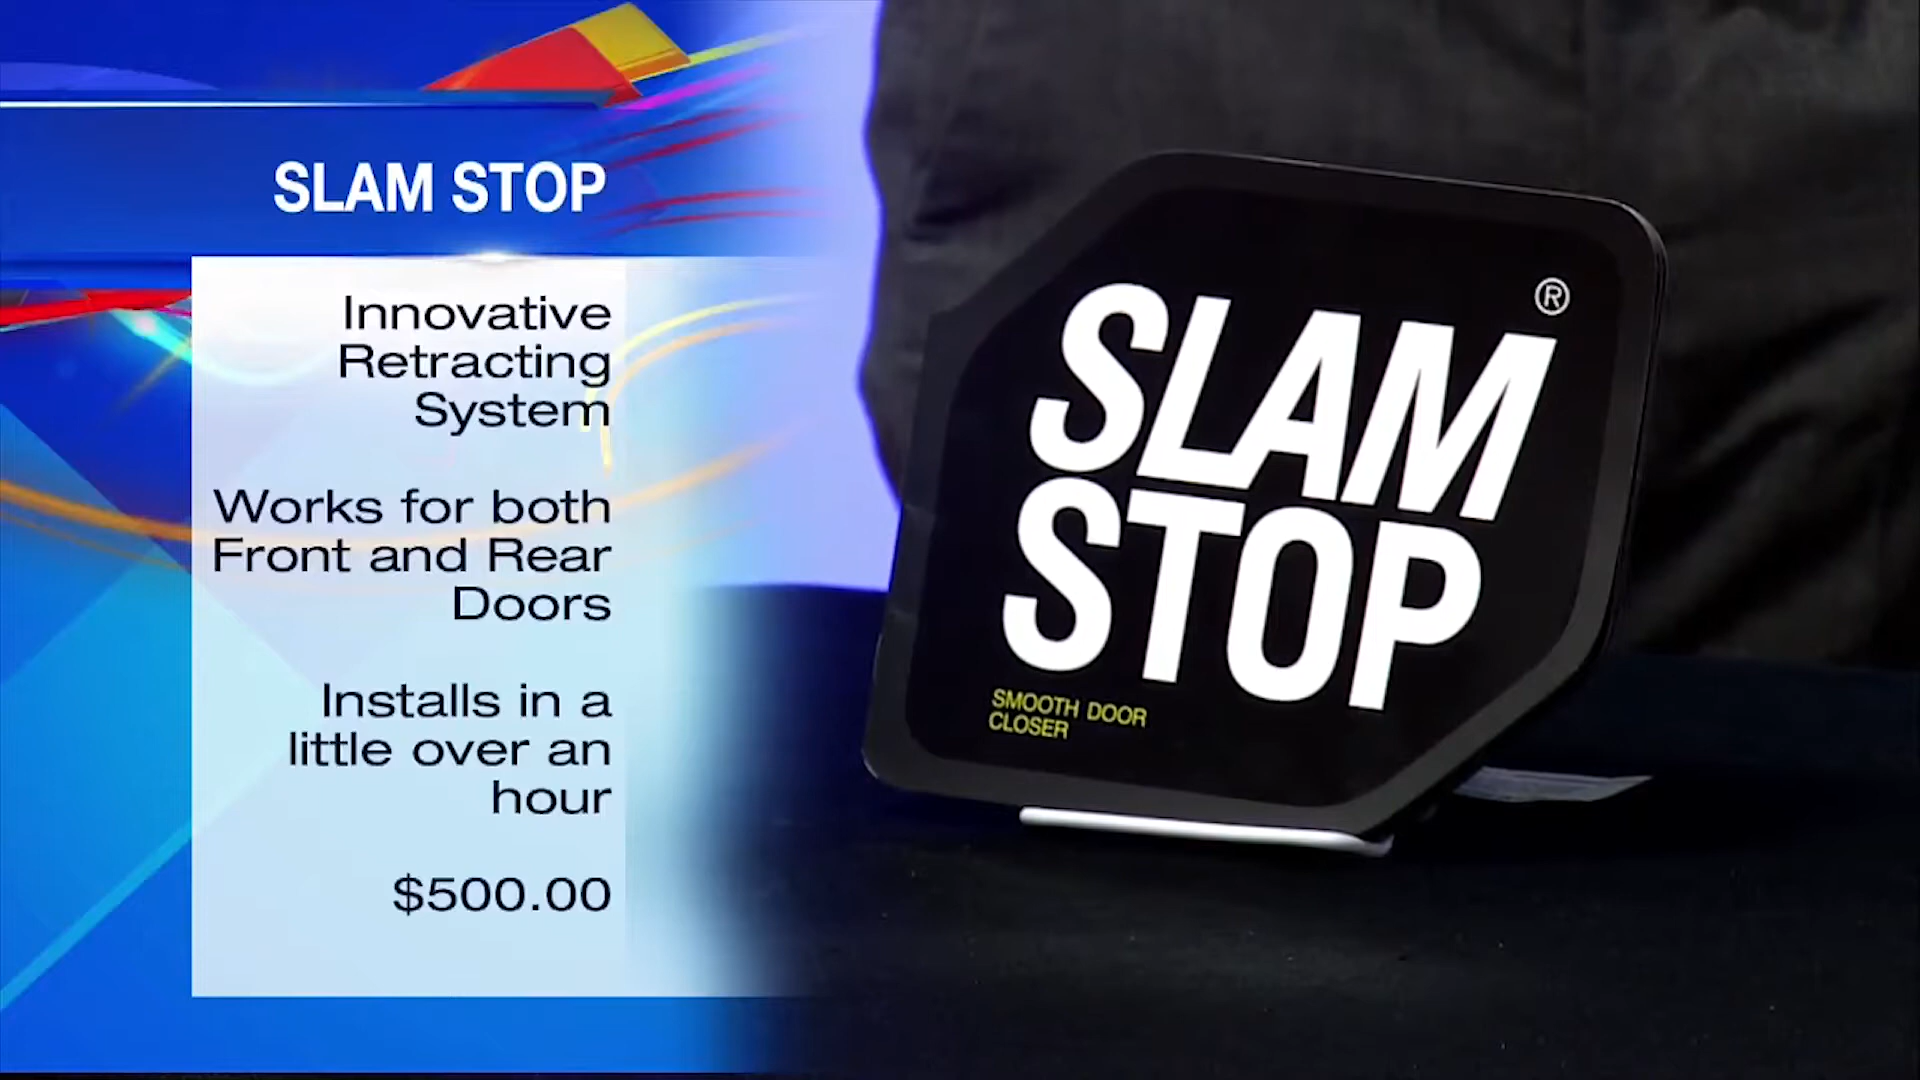 SLAM STOP
Innovative
Retracting
System
Works for both
Front and Rear
Doors
Installs in a
little over an
hour
$500.00
SLAM
®
STOP
SMOOTH DOOR
CLOSER